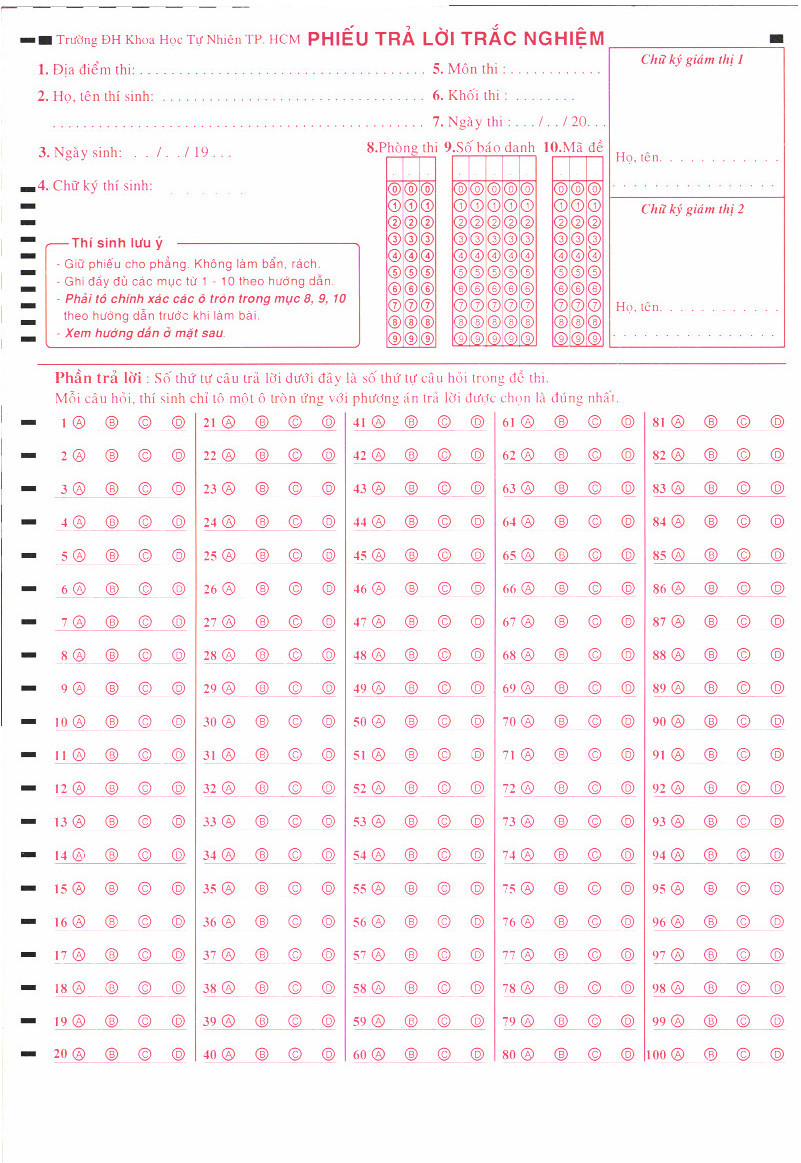 Trường ĐH Khoa Học Tự Nhiên TP. HCM PHIẾU TRẢ LỜI TRẮC NGHIỆM
1. Địa điểm thi: . . . . . . . . . . . . . . . . . . . . . . . . . . . . . . . . . . . . 5. Môn thi : . . . . . . . . . . . .
2. Họ, tên thí sinh: . . . . . . . . . . . . . . . . . . . . . . . . . . . . . . . . . 6. Khối thi : . . . . . . . .
. . . . . . . . . . . . . . . . . . . . . . . . . . . . . . . . . . . . . . . . . . . . . . . 7. Ngày thi : . . . / . . / 20. . .
3. Ngày sinh: . . / . . / 19 . . .
4. Chữ ký thí sinh: . . . . . .
8.Phòng thi 9.Số báo danh 10.Mã đề
0 0 0 0 0 0 0 0 0 0 0
1 1 1 1 1 1 1 1 1 1 1
2 2 2 2 2 2 2 2 2 2 2
3 3 3 3 3 3 3 3 3 3 3
4 4 4 4 4 4 4 4 4 4 4
5 5 5 5 5 5 5 5 5 5 5
6 6 6 6 6 6 6 6 6 6 6
7 7 7 7 7 7 7 7 7 7 7
8 8 8 8 8 8 8 8 8 8 8
9 9 9 9 9 9 9 9 9 9 9
Chữ ký giám thị 1
Họ, tên. . . . . . . . . . . .
. . . . . . . . . . . . . . . .
Chữ ký giám thị 2
Họ, tên. . . . . . . . . . . .
. . . . . . . . . . . . . . . .
Thí sinh lưu ý
- Giữ phiếu cho phẳng. Không làm bẩn, rách.
- Ghi đầy đủ các mục từ 1 - 10 theo hướng dẫn.
- Phải tô chính xác các ô tròn trong mục 8, 9, 10
theo hướng dẫn trước khi làm bài.
- Xem hướng dẫn ở mặt sau.
Phần trả lời : Số thứ tự câu trả lời dưới đây là số thứ tự câu hỏi trong đề thi.
Mỗi câu hỏi, thí sinh chỉ tô một ô tròn ứng với phương án trả lời được chọn là đúng nhất.
1 A B C D 21 A B C D 41 A B C D 61 A B C D 81 A B C D
2 A B C D 22 A B C D 42 A B C D 62 A B C D 82 A B C D
3 A B C D 23 A B C D 43 A B C D 63 A B C D 83 A B C D
4 A B C D 24 A B C D 44 A B C D 64 A B C D 84 A B C D
5 A B C D 25 A B C D 45 A B C D 65 A B C D 85 A B C D
6 A B C D 26 A B C D 46 A B C D 66 A B C D 86 A B C D
7 A B C D 27 A B C D 47 A B C D 67 A B C D 87 A B C D
8 A B C D 28 A B C D 48 A B C D 68 A B C D 88 A B C D
9 A B C D 29 A B C D 49 A B C D 69 A B C D 89 A B C D
10 A B C D 30 A B C D 50 A B C D 70 A B C D 90 A B C D
11 A B C D 31 A B C D 51 A B C D 71 A B C D 91 A B C D
12 A B C D 32 A B C D 52 A B C D 72 A B C D 92 A B C D
13 A B C D 33 A B C D 53 A B C D 73 A B C D 93 A B C D
14 A B C D 34 A B C D 54 A B C D 74 A B C D 94 A B C D
15 A B C D 35 A B C D 55 A B C D 75 A B C D 95 A B C D
16 A B C D 36 A B C D 56 A B C D 76 A B C D 96 A B C D
17 A B C D 37 A B C D 57 A B C D 77 A B C D 97 A B C D
18 A B C D 38 A B C D 58 A B C D 78 A B C D 98 A B C D
19 A B C D 39 A B C D 59 A B C D 79 A B C D 99 A B C D
20 A B C D 40 A B C D 60 A B C D 80 A B C D 100 A B C D